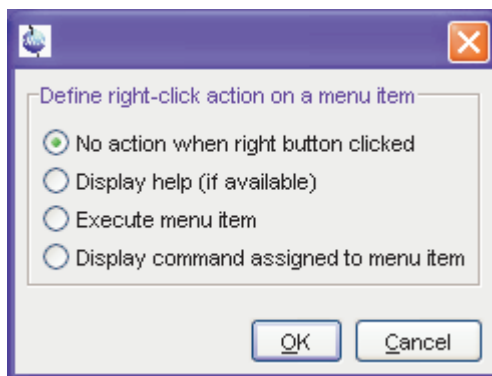 Define right-click action on a menu item
No action when right button clicked
Display help (if available)
Execute menu item
Display command assigned to menu item
OK
Cancel